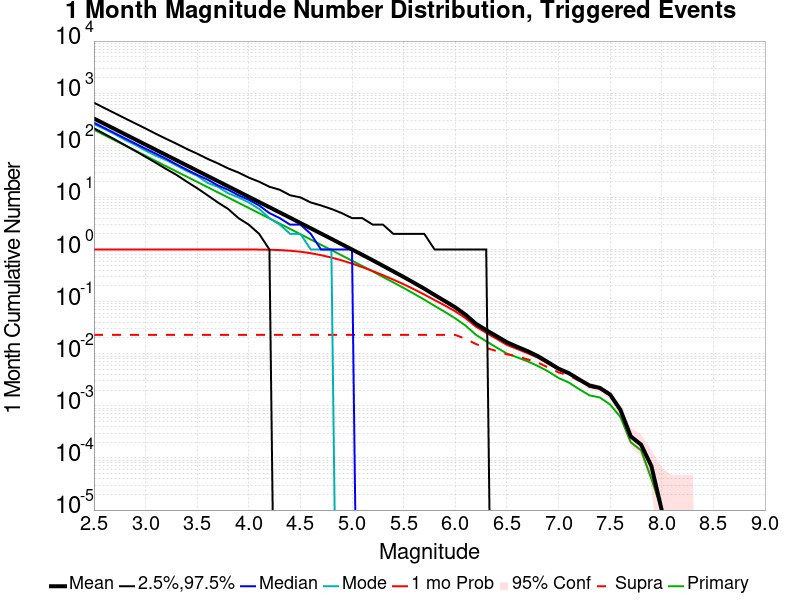 1 Month Magnitude Number Distribution, Triggered Events
1 Month Cumulative Number
10^4
10^3
10^2
10^1
10^0
10^-1
10^-2
10^-3
10^-4
10^-5
2.5 3.0 3.5 4.0 4.5 5.0 5.5 6.0 6.5 7.0 7.5 8.0 8.5 9.0
Magnitude
Mean 2.5%,97.5% Median Mode 1 mo Prob 95% Conf Supra Primary